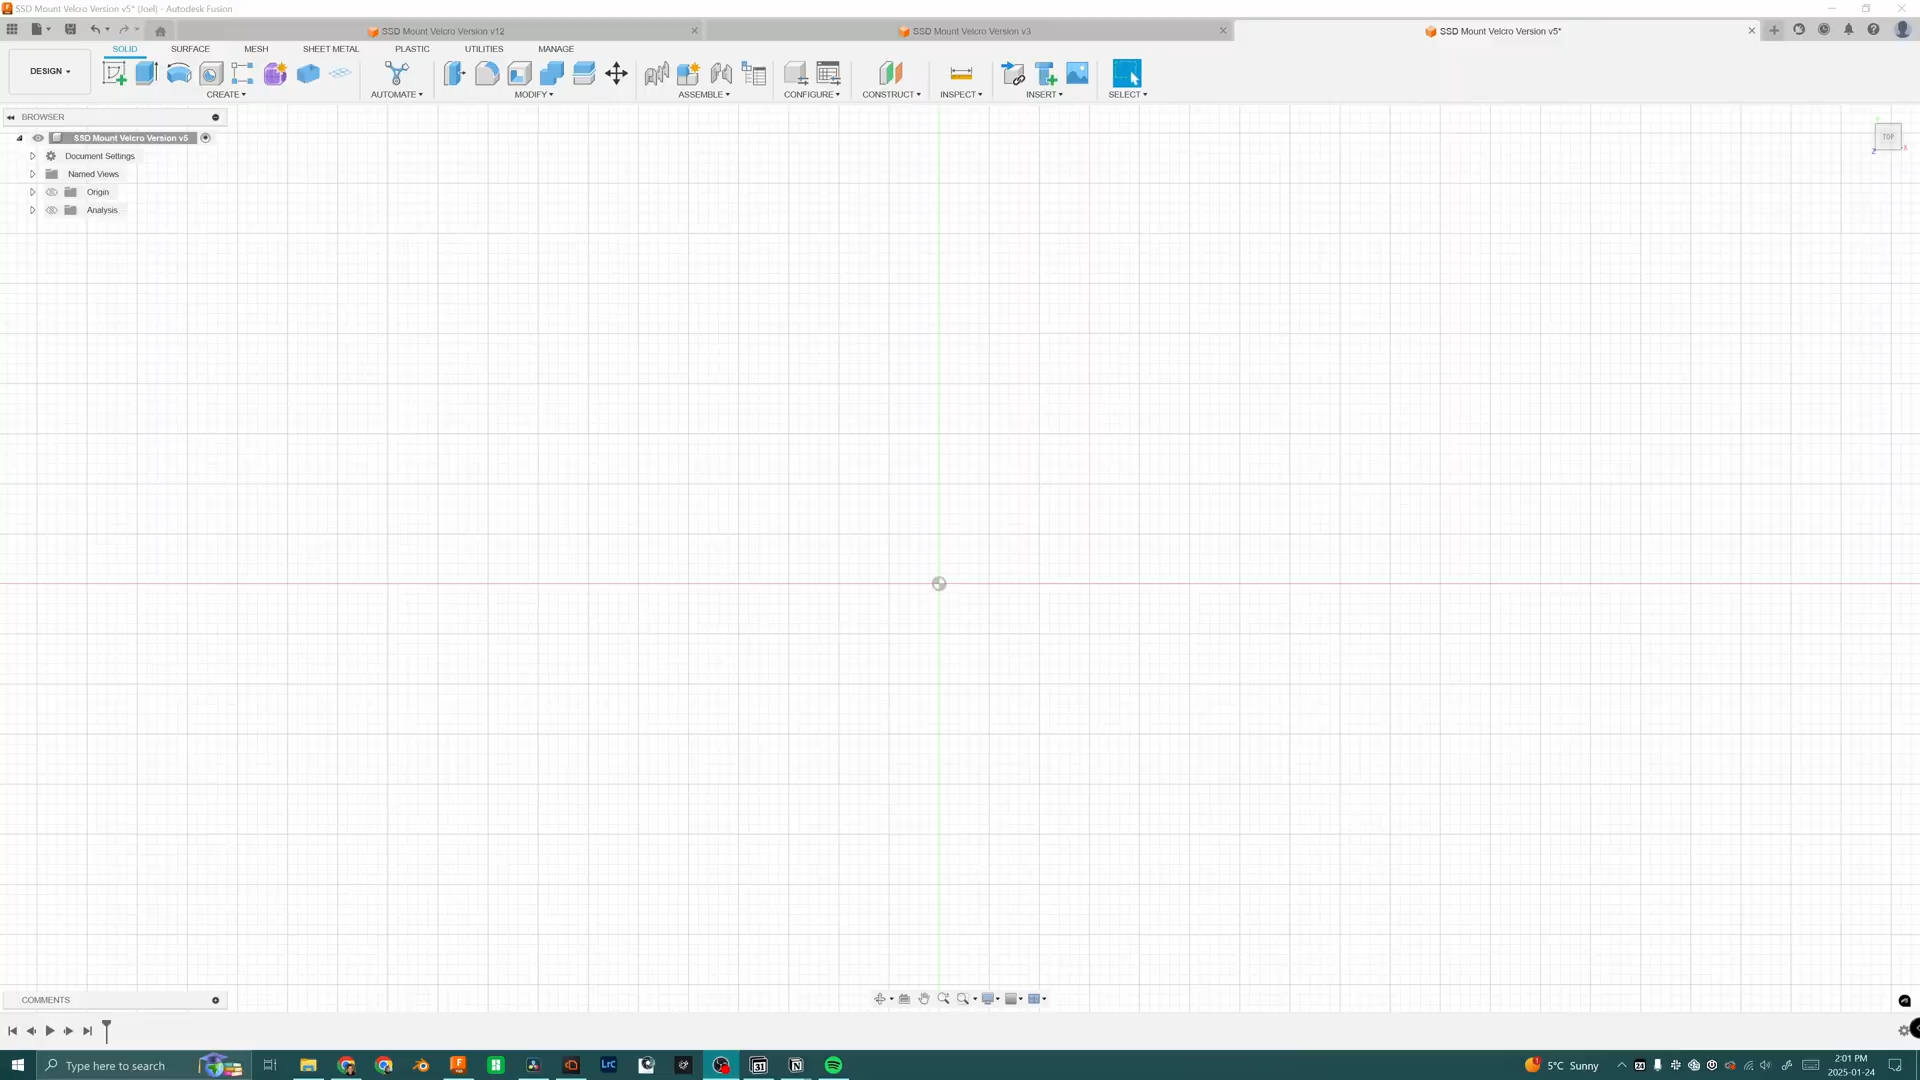 SSD Mount Velcro Version v5* (Joel) - Autodesk Fusion
SSD Mount Velcro Version v12
SSD Mount Velcro Version v3
SSD Mount Velcro Version v5*
DESIGN
SOLID SURFACE MESH SHEET METAL PLASTIC UTILITIES MANAGE
CREATE AUTOMATE MODIFY ASSEMBLE CONFIGURE CONSTRUCT INSPECT INSERT SELECT
BROWSER
SSD Mount Velcro Version v5
Document Settings
Named Views
Origin
Analysis
TOP
X
Z
COMMENTS
Type here to search
Lrc
31
5°C Sunny
24
2:01 PM
2025-01-24